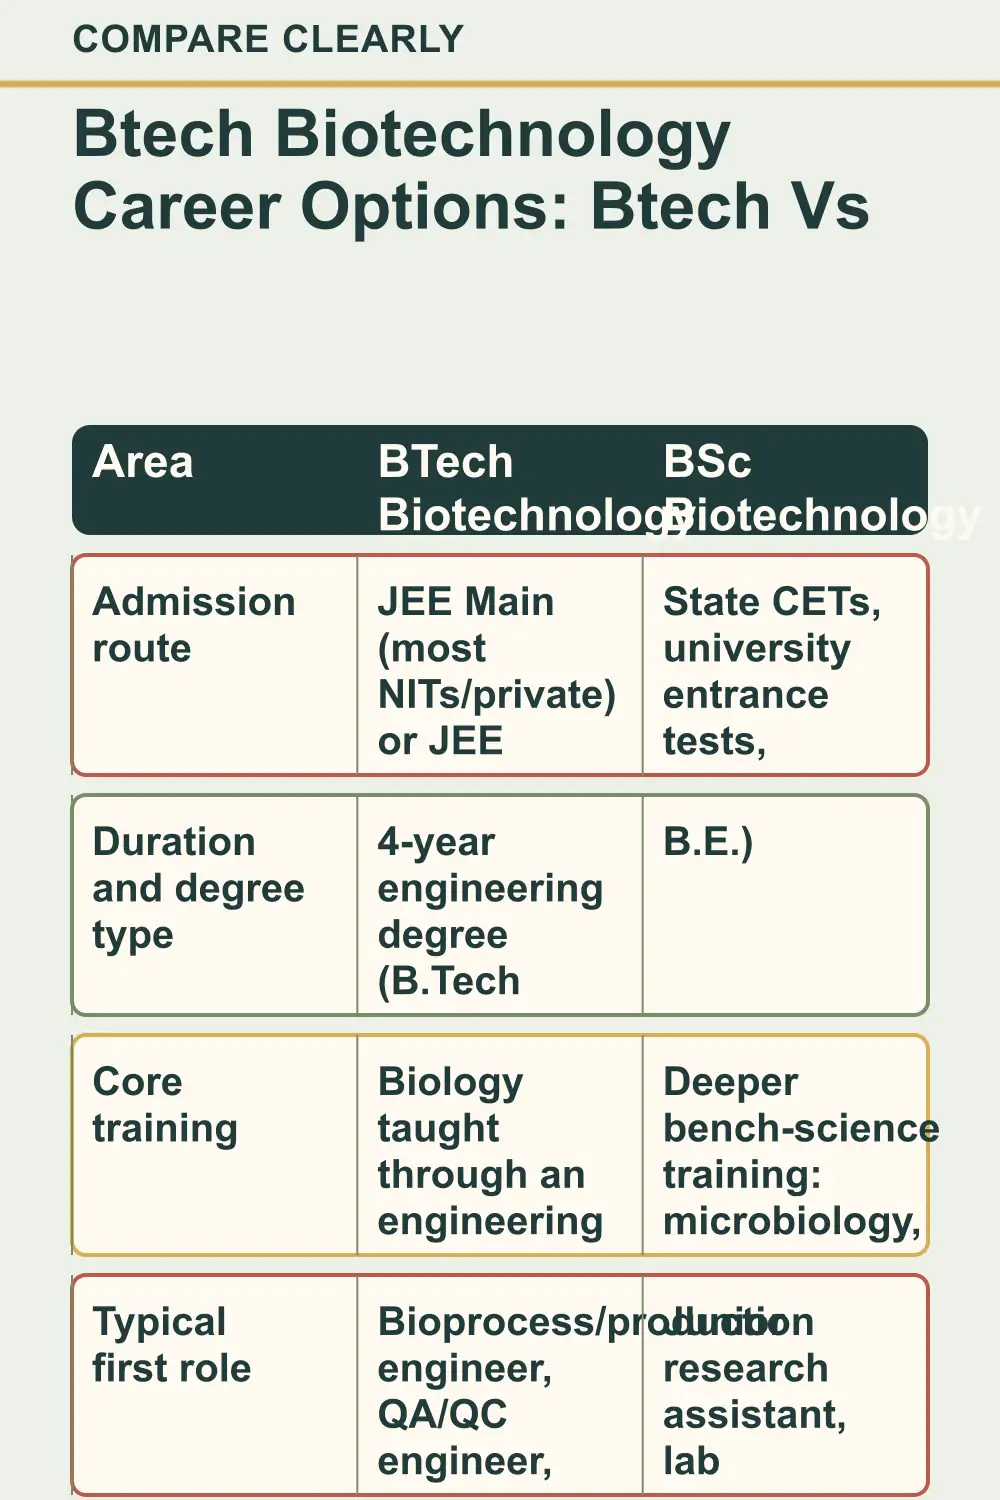 COMPARE CLEARLY
Btech Biotechnology
Career Options: Btech Vs
Area
BTech
Biotechnology
BSc
Biotechnology
Admission
route
JEE Main
(most
NITs/private)
or JEE
State CETs,
university
entrance
tests,
Duration
and degree
type
4-year
engineering
degree
(B.Tech
B.E.)
Core
training
Biology
taught
through an
engineering
Deeper
bench-science
training:
microbiology,
Typical
first role
Bioprocess/production
engineer,
QA/QC
engineer,
Junior
research
assistant,
lab